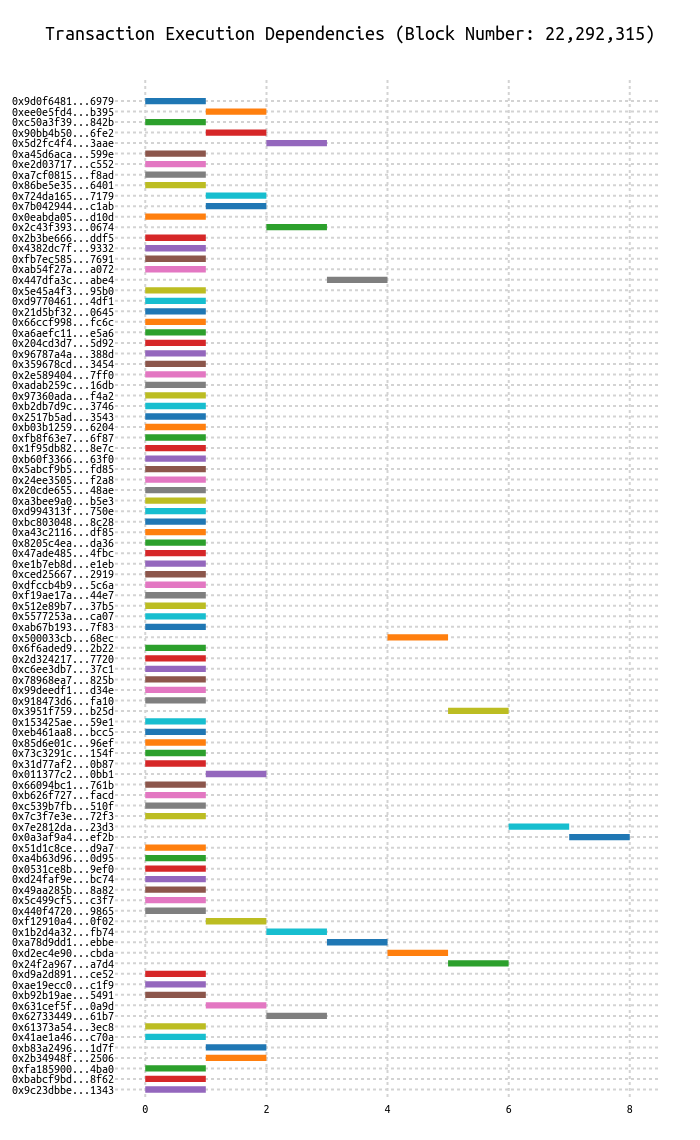 Transaction Execution Dependencies (Block Number: 22,292,315)
0x9d0f6481...6979
0xee0e5fd4...b395
0xc50a3f39...842b
0x90bb4b50...6fe2
0x5d2fc4f4...3aae
0xa45d6aca...599e
0xe2d03717...c552
0xa7cf0815...f8ad
0x86be5e35...6401
0x724da165...7179
0x7b042944...c1ab
0x0eabda05...d10d
0x2c43f393...0674
0x2b3be666...ddf5
0x4382dc7f...9332
0xfb7ec585...7691
0xab54f27a...a072
0x447dfa3c...abe4
0x5e45a4f3...95b0
0xd9770461...4df1
0x21d5bf32...0645
0x66ccf998...fc6c
0xa6aefc11...e5a6
0x204cd3d7...5d92
0x96787a4a...388d
0x359678cd...3454
0x2e589404...7ff0
0xadab259c...16db
0x97360ada...f4a2
0xb2db7d9c...3746
0x2517b5ad...3543
0xb03b1259...6204
0xfb8f63e7...6f87
0x1f95db82...8e7c
0xb60f3366...63f0
0x5abcf9b5...fd85
0x24ee3505...f2a8
0x20cde655...48ae
0xa3bee9a0...b5e3
0xd994313f...750e
0xbc803048...8c28
0xa43c2116...df85
0x8205c4ea...da36
0x47ade485...4fbc
0xe1b7eb8d...e1eb
0xced25667...2919
0xdfccb4b9...5c6a
0xf19ae17a...44e7
0x512e89b7...37b5
0x5577253a...ca07
0xab67b193...7f83
0x500033cb...68ec
0x6f6aded9...2b22
0x2d324217...7720
0xc6ee3db7...37c1
0x78968ea7...825b
0x99deedf1...d34e
0x918473d6...fa10
0x3951f759...b25d
0x153425ae...59e1
0xeb461aa8...bcc5
0x85d6e01c...96ef
0x73c3291c...154f
0x31d77af2...0b87
0x011377c2...0bb1
0x66094bc1...761b
0xb626f727...facd
0xc539b7fb...510f
0x7c3f7e3e...72f3
0x7e2812da...23d3
0x0a3af9a4...ef2b
0x51d1c8ce...d9a7
0xa4b63d96...0d95
0x0531ce8b...9ef0
0xd24faf9e...bc74
0x49aa285b...8a82
0x5c499cf5...c3f7
0x440f4720...9865
0xf12910a4...0f02
0x1b2d4a32...fb74
0xa78d9dd1...ebbe
0xd2ec4e90...cbda
0x24f2a967...a7d4
0xd9a2d891...ce52
0xae19ecc0...c1f9
0xb92b19ae...5491
0x631cef5f...0a9d
0x62733449...61b7
0x61373a54...3ec8
0x41ae1a46...c70a
0xb83a2496...1d7f
0x2b34948f...2506
0xfa185900...4ba0
0xbabcf9bd...8f62
0x9c23dbbe...1343
0 2 4 6 8